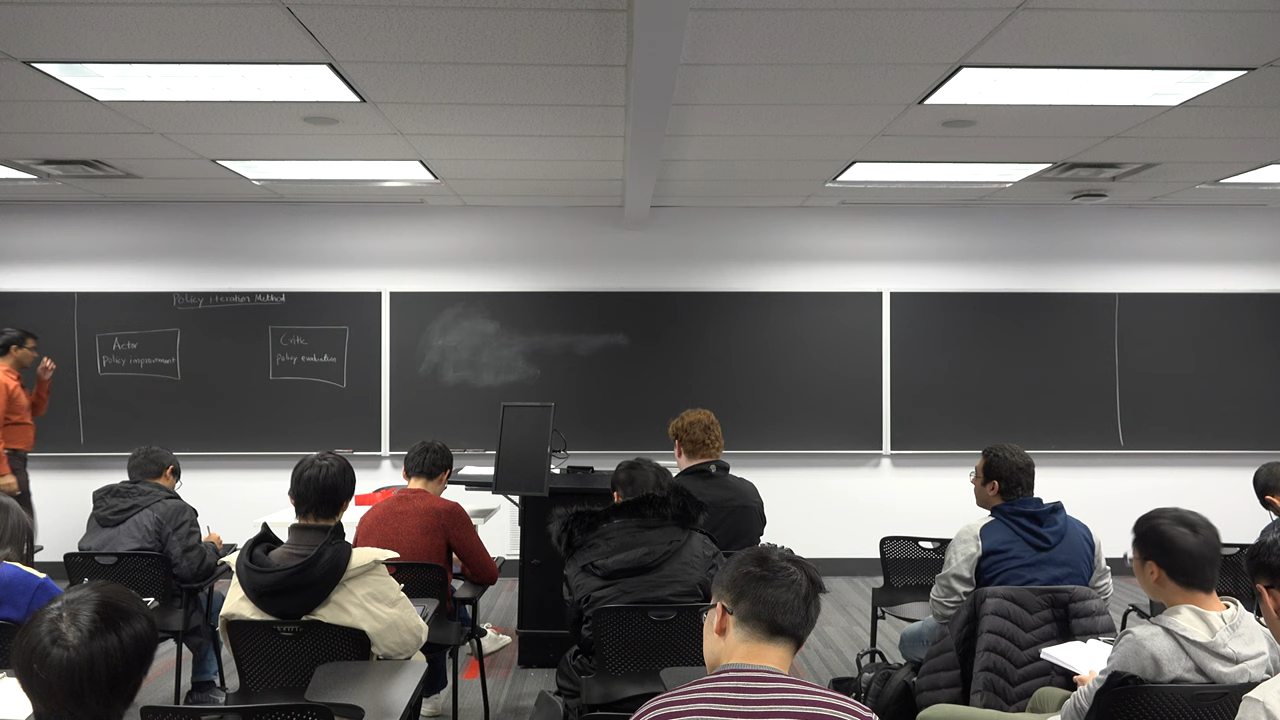 Policy iteration Method
Actor
Policy improvement
Critic
Policy evaluation